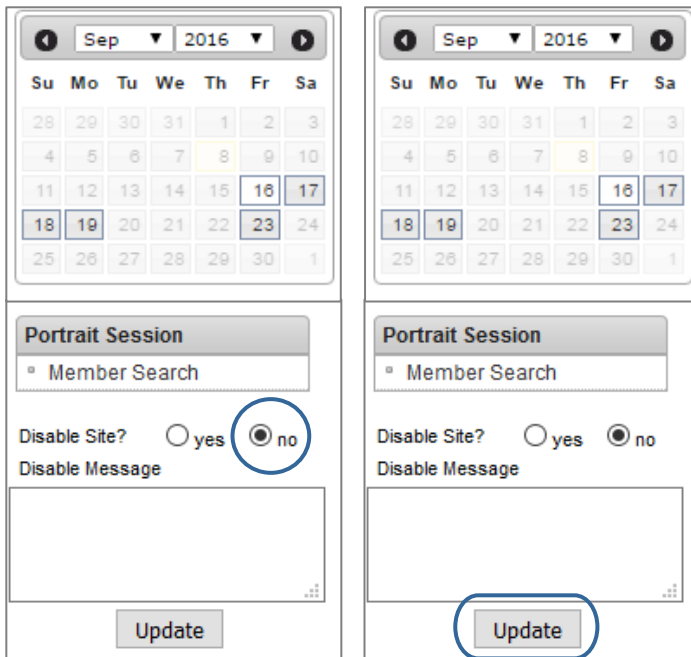 Sep 2016
Su Mo Tu We Th Fr Sa
28 29 30 31 1 2 3
4 5 6 7 8 9 10
11 12 13 14 15 16 17
18 19 20 21 22 23 24
25 26 27 28 29 30 1
Portrait Session
Member Search
Disable Site? yes no
Disable Message
Update
Sep 2016
Su Mo Tu We Th Fr Sa
28 29 30 31 1 2 3
4 5 6 7 8 9 10
11 12 13 14 15 16 17
18 19 20 21 22 23 24
25 26 27 28 29 30 1
Portrait Session
Member Search
Disable Site? yes no
Disable Message
Update